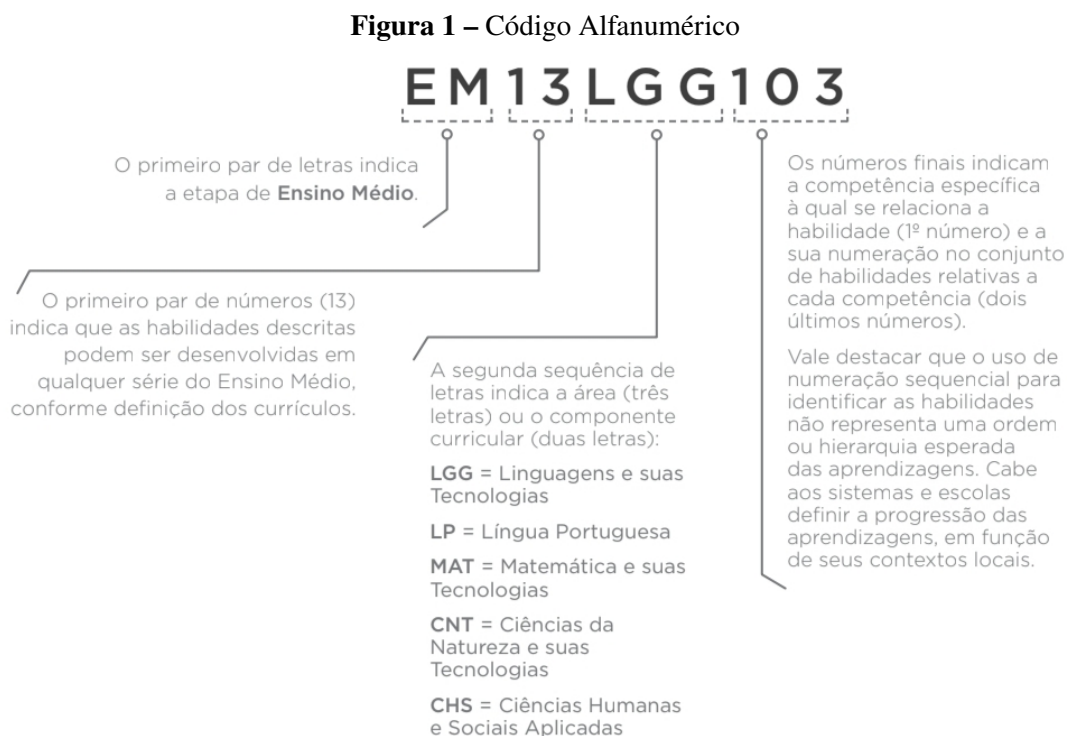 Figura 1 – Código Alfanumérico
EM13LGG103
O primeiro par de letras indica
a etapa de Ensino Médio.
O primeiro par de números (13)
indica que as habilidades descritas
podem ser desenvolvidas em
qualquer série do Ensino Médio,
conforme definição dos currículos.
A segunda sequência de
letras indica a área (três
letras) ou o componente
curricular (duas letras):
LGG = Linguagens e suas
Tecnologias
LP = Língua Portuguesa
MAT = Matemática e suas
Tecnologias
CNT = Ciências da
Natureza e suas
Tecnologias
CHS = Ciências Humanas
e Sociais Aplicadas
Os números finais indicam
a competência específica
à qual se relaciona a
habilidade (1º número) e a
sua numeração no conjunto
de habilidades relativas a
cada competência (dois
últimos números).
Vale destacar que o uso de
numeração sequencial para
identificar as habilidades
não representa uma ordem
ou hierarquia esperada
das aprendizagens. Cabe
aos sistemas e escolas
definir a progressão das
aprendizagens, em função
de seus contextos locais.